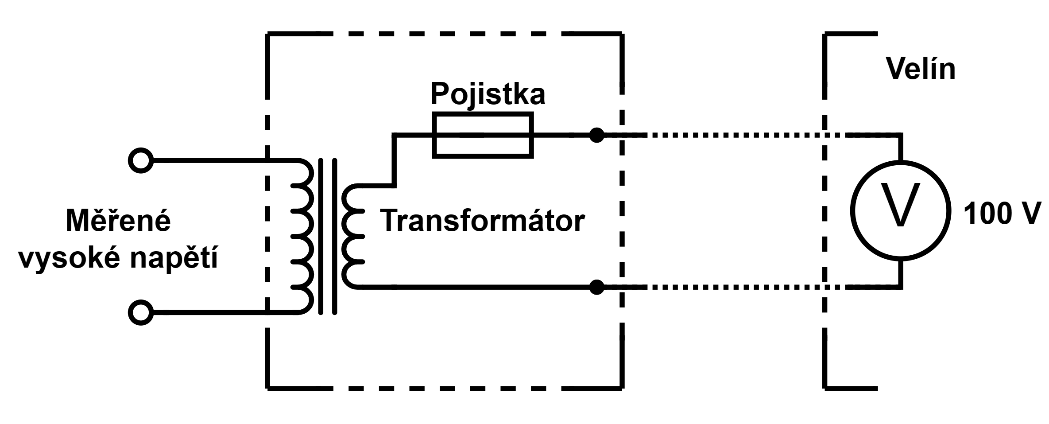 Velín
Pojistka
Měřené
vysoké napětí
Transformátor
V
100 V